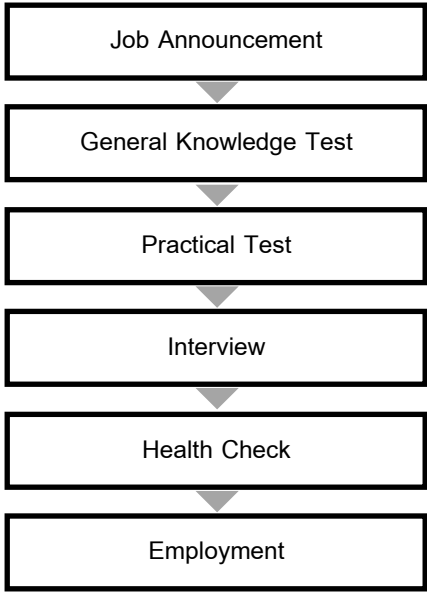 Job Announcement
General Knowledge Test
Practical Test
Interview
Health Check
Employment